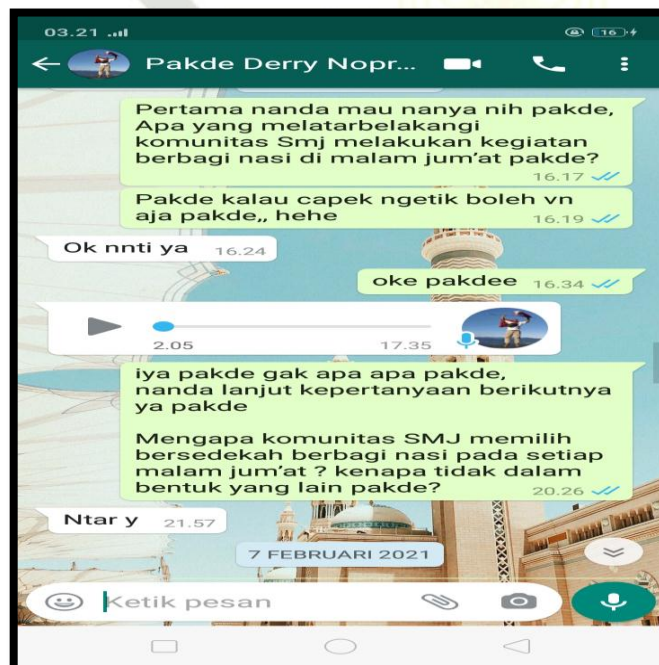 03.21
16
Pakde Derry Nopr...
Pertama nanda mau nanya nih pakde,
Apa yang melatarbelakangi
komunitas Smj melakukan kegiatan
berbagi nasi di malam jum'at pakde?
16.17
Pakde kalau capek ngetik boleh vn
aja pakde,, hehe
16.19
Ok nnti ya 16.24
oke pakdee 16.34
2.05 17.35
iya pakde gak apa apa pakde,
nanda lanjut kepertanyaan berikutnya
ya pakde
Mengapa komunitas SMJ memilih
bersedekah berbagi nasi pada setiap
malam jum'at ? kenapa tidak dalam
bentuk yang lain pakde?
20.26
Ntar y 21.57
7 FEBRUARI 2021
Ketik pesan